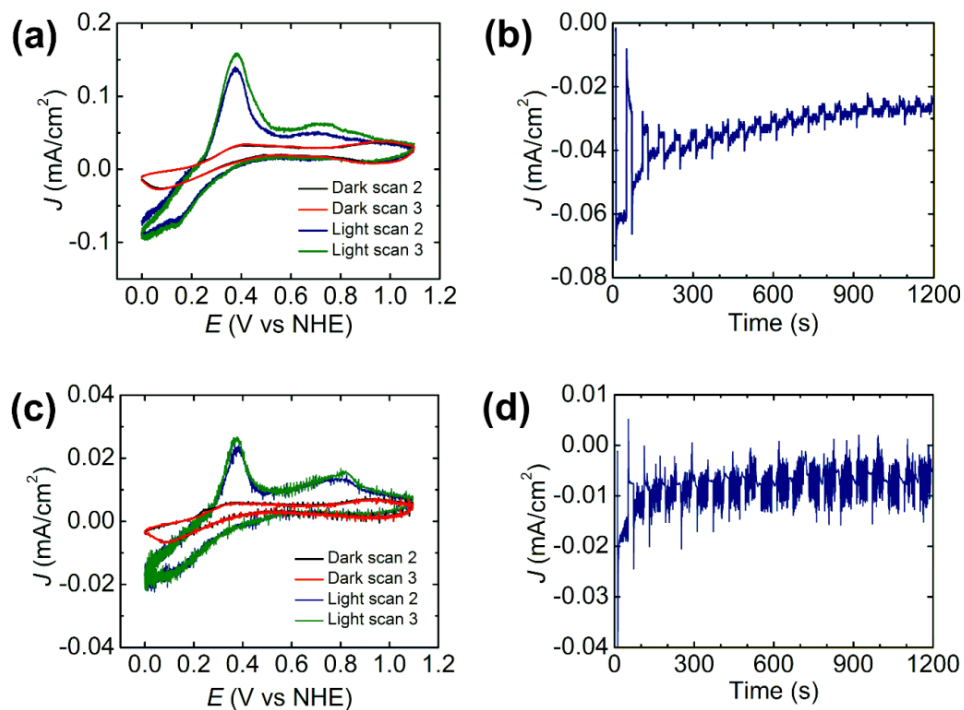 (a)
0.2
0.1
0.0
-0.1
J (mA/cm²)
Dark scan 2
Dark scan 3
Light scan 2
Light scan 3
0.0 0.2 0.4 0.6 0.8 1.0 1.2
E (V vs NHE)
(b)
0.00
-0.02
-0.04
-0.06
-0.08
J (mA/cm²)
0 300 600 900 1200
Time (s)
(c)
0.04
0.02
0.00
-0.02
-0.04
J (mA/cm²)
Dark scan 2
Dark scan 3
Light scan 2
Light scan 3
0.0 0.2 0.4 0.6 0.8 1.0 1.2
E (V vs NHE)
(d)
0.01
0.00
-0.01
-0.02
-0.03
-0.04
J (mA/cm²)
0 300 600 900 1200
Time (s)